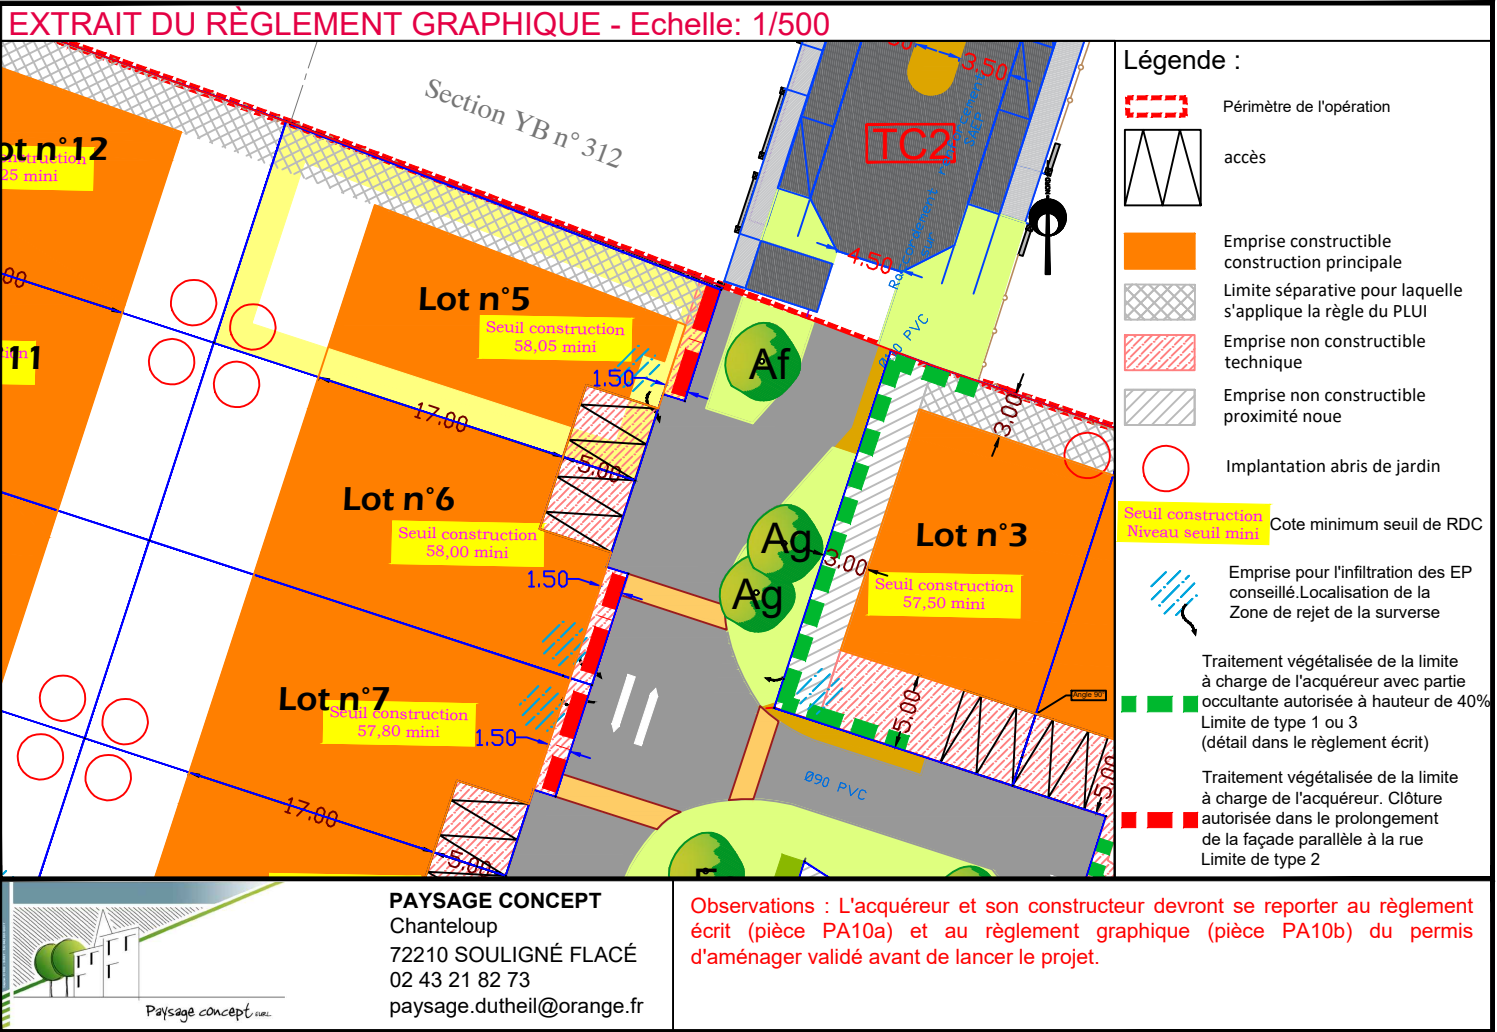 EXTRAIT DU RÈGLEMENT GRAPHIQUE - Echelle: 1/500
Section YB n° 312
3.50
TC2
4.50
Ø90 PVC
ot n°12
25 mini
00
11
Lot n°5
Seuil construction
58,05 mini
1.50
Af
17.00
5.00
Lot n°6
Seuil construction
58,00 mini
1.50
Ag
Ag
3.00
3.00
Lot n°3
Seuil construction
57,50 mini
Lot n°7
Seuil construction
57,80 mini
1.50
5.00
Angle 90°
5.00
Ø90 PVC
17.00
5.00
Légende :
Périmètre de l'opération
accès
Emprise constructible
construction principale
Limite séparative pour laquelle
s'applique la règle du PLUI
Emprise non constructible
technique
Emprise non constructible
proximité noue
Implantation abris de jardin
Seuil construction
Niveau seuil mini
Cote minimum seuil de RDC
Emprise pour l'infiltration des EP
conseillé.Localisation de la
Zone de rejet de la surverse
Traitement végétalisée de la limite
à charge de l'acquéreur avec partie
occultante autorisée à hauteur de 40%
Limite de type 1 ou 3
(détail dans le règlement écrit)
Traitement végétalisée de la limite
à charge de l'acquéreur. Clôture
autorisée dans le prolongement
de la façade parallèle à la rue
Limite de type 2
Paysage concept EURL
PAYSAGE CONCEPT
Chanteloup
72210 SOULIGNÉ FLACÉ
02 43 21 82 73
paysage.dutheil@orange.fr
Observations : L'acquéreur et son constructeur devront se reporter au règlement
écrit (pièce PA10a) et au règlement graphique (pièce PA10b) du permis
d'aménager validé avant de lancer le projet.